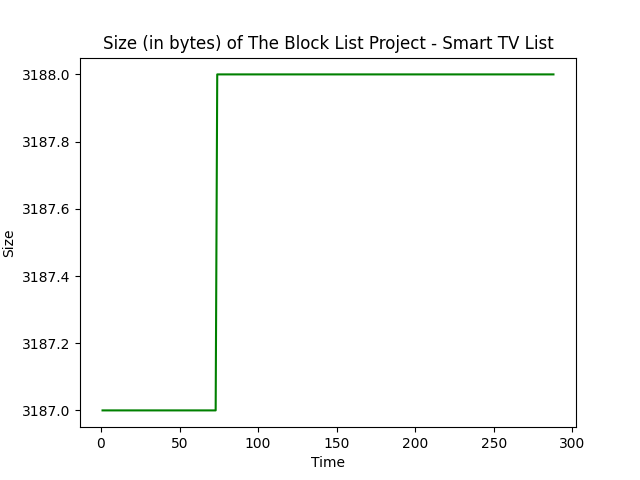 Size (in bytes) of The Block List Project - Smart TV List
3188.0
3187.8
3187.6
3187.4
3187.2
3187.0
Size
0 50 100 150 200 250 300
Time